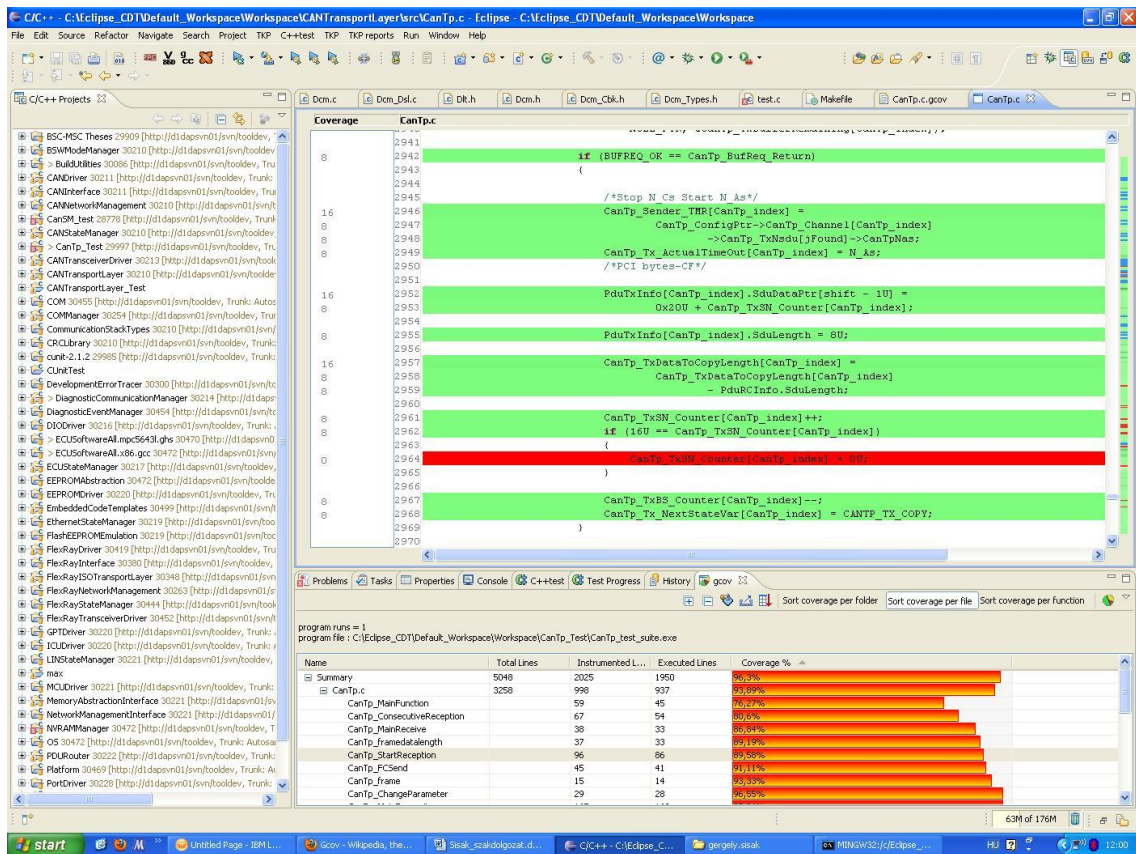 C/C++ - C:\Eclipse_CDT\Default_Workspace\Workspace\CANTransportLayer\src\CanTp.c - Eclipse - C:\Eclipse_CDT\Default_Workspace\Workspace
File Edit Source Refactor Navigate Search Project TKP C++test TKP TKP reports Run Window Help
C/C++ Projects
BSC-MSC Theses 29909 [http://d1dapsvn01/svn/tooldev,
BSWModeManager 30210 [http://d1dapsvn01/svn/tooldev,
> BuildUtilities 30086 [http://d1dapsvn01/svn/tooldev, Tru
CANDriver 30211 [http://d1dapsvn01/svn/tooldev, Trunk:
CANInterface 30211 [http://d1dapsvn01/svn/tooldev, Tru
CANNetworkManagement 30210 [http://d1dapsvn01/svn/
CanSM_test 28778 [http://d1dapsvn01/svn/tooldev, Trunk
CANStateManager 30210 [http://d1dapsvn01/svn/tooldev,
> CanTp_Test 29997 [http://d1dapsvn01/svn/tooldev, Tru
CANTransceiverDriver 30213 [http://d1dapsvn01/svn/tool
CANTransportLayer 30210 [http://d1dapsvn01/svn/toolde
CANTransportLayer_Test
COM 30455 [http://d1dapsvn01/svn/tooldev, Trunk: Autos
COMManager 30254 [http://d1dapsvn01/svn/tooldev, Trun
CommunicationStackTypes 30210 [http://d1dapsvn01/svn/
CRCLibrary 30210 [http://d1dapsvn01/svn/tooldev, Trunk:
cunit-2.1.2 29985 [http://d1dapsvn01/svn/tooldev, Trunk:
CUnitTest
DevelopmentErrorTracer 30300 [http://d1dapsvn01/svn/tc
> DiagnosticCommunicationManager 30214 [http://d1daps
DiagnosticEventManager 30454 [http://d1dapsvn01/svn/tc
DIODriver 30216 [http://d1dapsvn01/svn/tooldev, Trunk:
> ECUSoftwareAll.mpc5643l.ghs 30470 [http://d1dapsvn0
> ECUSoftwareAll.x86.gcc 30472 [http://d1dapsvn01/svn,
ECUStateManager 30217 [http://d1dapsvn01/svn/tooldev,
EEPROMAbstraction 30472 [http://d1dapsvn01/svn/toolde
EEPROMDriver 30220 [http://d1dapsvn01/svn/tooldev, Tru
EmbeddedCodeTemplates 30499 [http://d1dapsvn01/svn/t
EthernetStateManager 30219 [http://d1dapsvn01/svn/too
FlashEEPROMEmulation 30219 [http://d1dapsvn01/svn/toc
FlexRayDriver 30419 [http://d1dapsvn01/svn/tooldev, Tru
FlexRayInterface 30380 [http://d1dapsvn01/svn/tooldev,
FlexRayISOTransportLayer 30348 [http://d1dapsvn01/svn
FlexRayNetworkManagement 30263 [http://d1dapsvn01/s
FlexRayStateManager 30444 [http://d1dapsvn01/svn/tool
FlexRayTransceiverDriver 30452 [http://d1dapsvn01/svn/t
GPTDriver 30220 [http://d1dapsvn01/svn/tooldev, Trunk:
ICUDriver 30220 [http://d1dapsvn01/svn/tooldev, Trunk: /
LINStateManager 30221 [http://d1dapsvn01/svn/tooldev,
max
MCUDriver 30221 [http://d1dapsvn01/svn/tooldev, Trunk:
MemoryAbstractionInterface 30221 [http://d1dapsvn01/sv
NetworkManagementInterface 30221 [http://d1dapsvn01/
NVRAMManager 30472 [http://d1dapsvn01/svn/tooldev, T
OS 30472 [http://d1dapsvn01/svn/tooldev, Trunk: Autosar
PDURouter 30222 [http://d1dapsvn01/svn/tooldev, Trunk:
Platform 30469 [http://d1dapsvn01/svn/tooldev, Trunk: Au
PortDriver 30228 [http://d1dapsvn01/svn/tooldev, Trunk:
Dcm.c Dcm_Dsl.c Dlt.h Dcm.h Dcm_Cbk.h Dcm_Types.h test.c Makefile CanTp.c.gcov CanTp.c
Coverage CanTp.c
2941
8 2942 if (BUFREQ_OK == CanTp_BufReq_Return)
2943 {
2944
2945 /*Stop N_Cs Start N_As*/
16 2946 CanTp_Sender_TMR[CanTp_index] =
8 2947 CanTp_ConfigPtr->CanTp_Channel[CanTp_index]
8 2948 ->CanTp_TxNsdu[jFound]->CanTpNas;
8 2949 CanTp_Tx_ActualTimeOut[CanTp_index] = N_As;
2950 /*PCI bytes-CF*/
2951
16 2952 PduTxInfo[CanTp_index].SduDataPtr[shift - 1U] =
8 2953 0x20U + CanTp_TxSN_Counter[CanTp_index];
2954
8 2955 PduTxInfo[CanTp_index].SduLength = 8U;
2956
16 2957 CanTp_TxDataToCopyLength[CanTp_index] =
8 2958 CanTp_TxDataToCopyLength[CanTp_index]
8 2959 - PduRCInfo.SduLength;
2960
8 2961 CanTp_TxSN_Counter[CanTp_index]++;
8 2962 if (16U == CanTp_TxSN_Counter[CanTp_index])
2963 {
0 2964 CanTp_TxSN_Counter[CanTp_index] = 0U;
2965 }
2966
8 2967 CanTp_TxBS_Counter[CanTp_index]--;
8 2968 CanTp_Tx_NextStateVar[CanTp_index] = CANTP_TX_COPY;
2969 }
2970
Problems Tasks Properties Console C++test Test Progress History gcov
Sort coverage per folder Sort coverage per file Sort coverage per function
program runs = 1
program file : C:\Eclipse_CDT\Default_Workspace\Workspace\CanTp_Test\CanTp_test_suite.exe
Name Total Lines Instrumented L... Executed Lines Coverage %
Summary 5048 2025 1950 96,3%
CanTp.c 3258 998 937 93,89%
CanTp_MainFunction 59 45 76,27%
CanTp_ConsecutiveReception 67 54 80,6%
CanTp_MainReceive 38 33 86,84%
CanTp_framedatalength 37 33 89,19%
CanTp_StartReception 96 86 89,58%
CanTp_FCSend 45 41 91,11%
CanTp_frame 15 14 93,33%
CanTp_ChangeParameter 29 28 96,55%
63M of 176M
start Untitled Page - IBM L... Gcov - Wikipedia, the... Sisak_szakdolgozat.d... C/C++ - C:\Eclipse_C... gergely.sisak MINGW32:/c/Eclipse_... HU 12:00